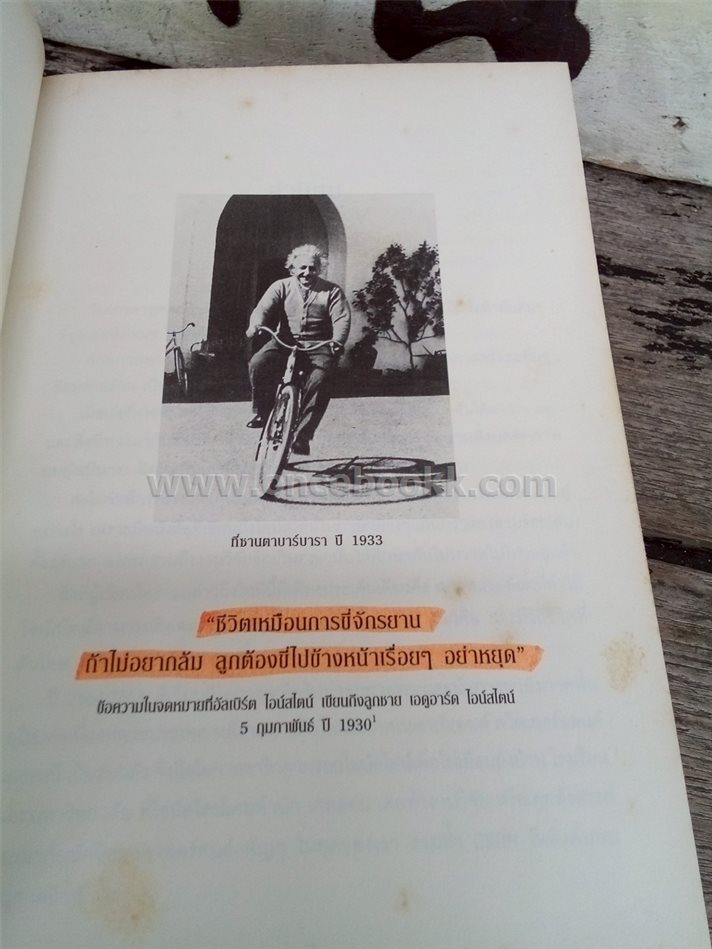 www.oncebookk.com
ที่ซานตาบาร์บารา ปี 1933
“ชีวิตเหมือนการขี่จักรยาน
ถ้าไม่อยากล้ม ลูกต้องขี่ไปข้างหน้าเรื่อยๆ อย่าหยุด”
ข้อความในจดหมายที่อัลเบิร์ต ไอน์สไตน์ เขียนถึงลูกชาย เอดูอาร์ด ไอน์สไตน์
5 กุมภาพันธ์ ปี 1930¹